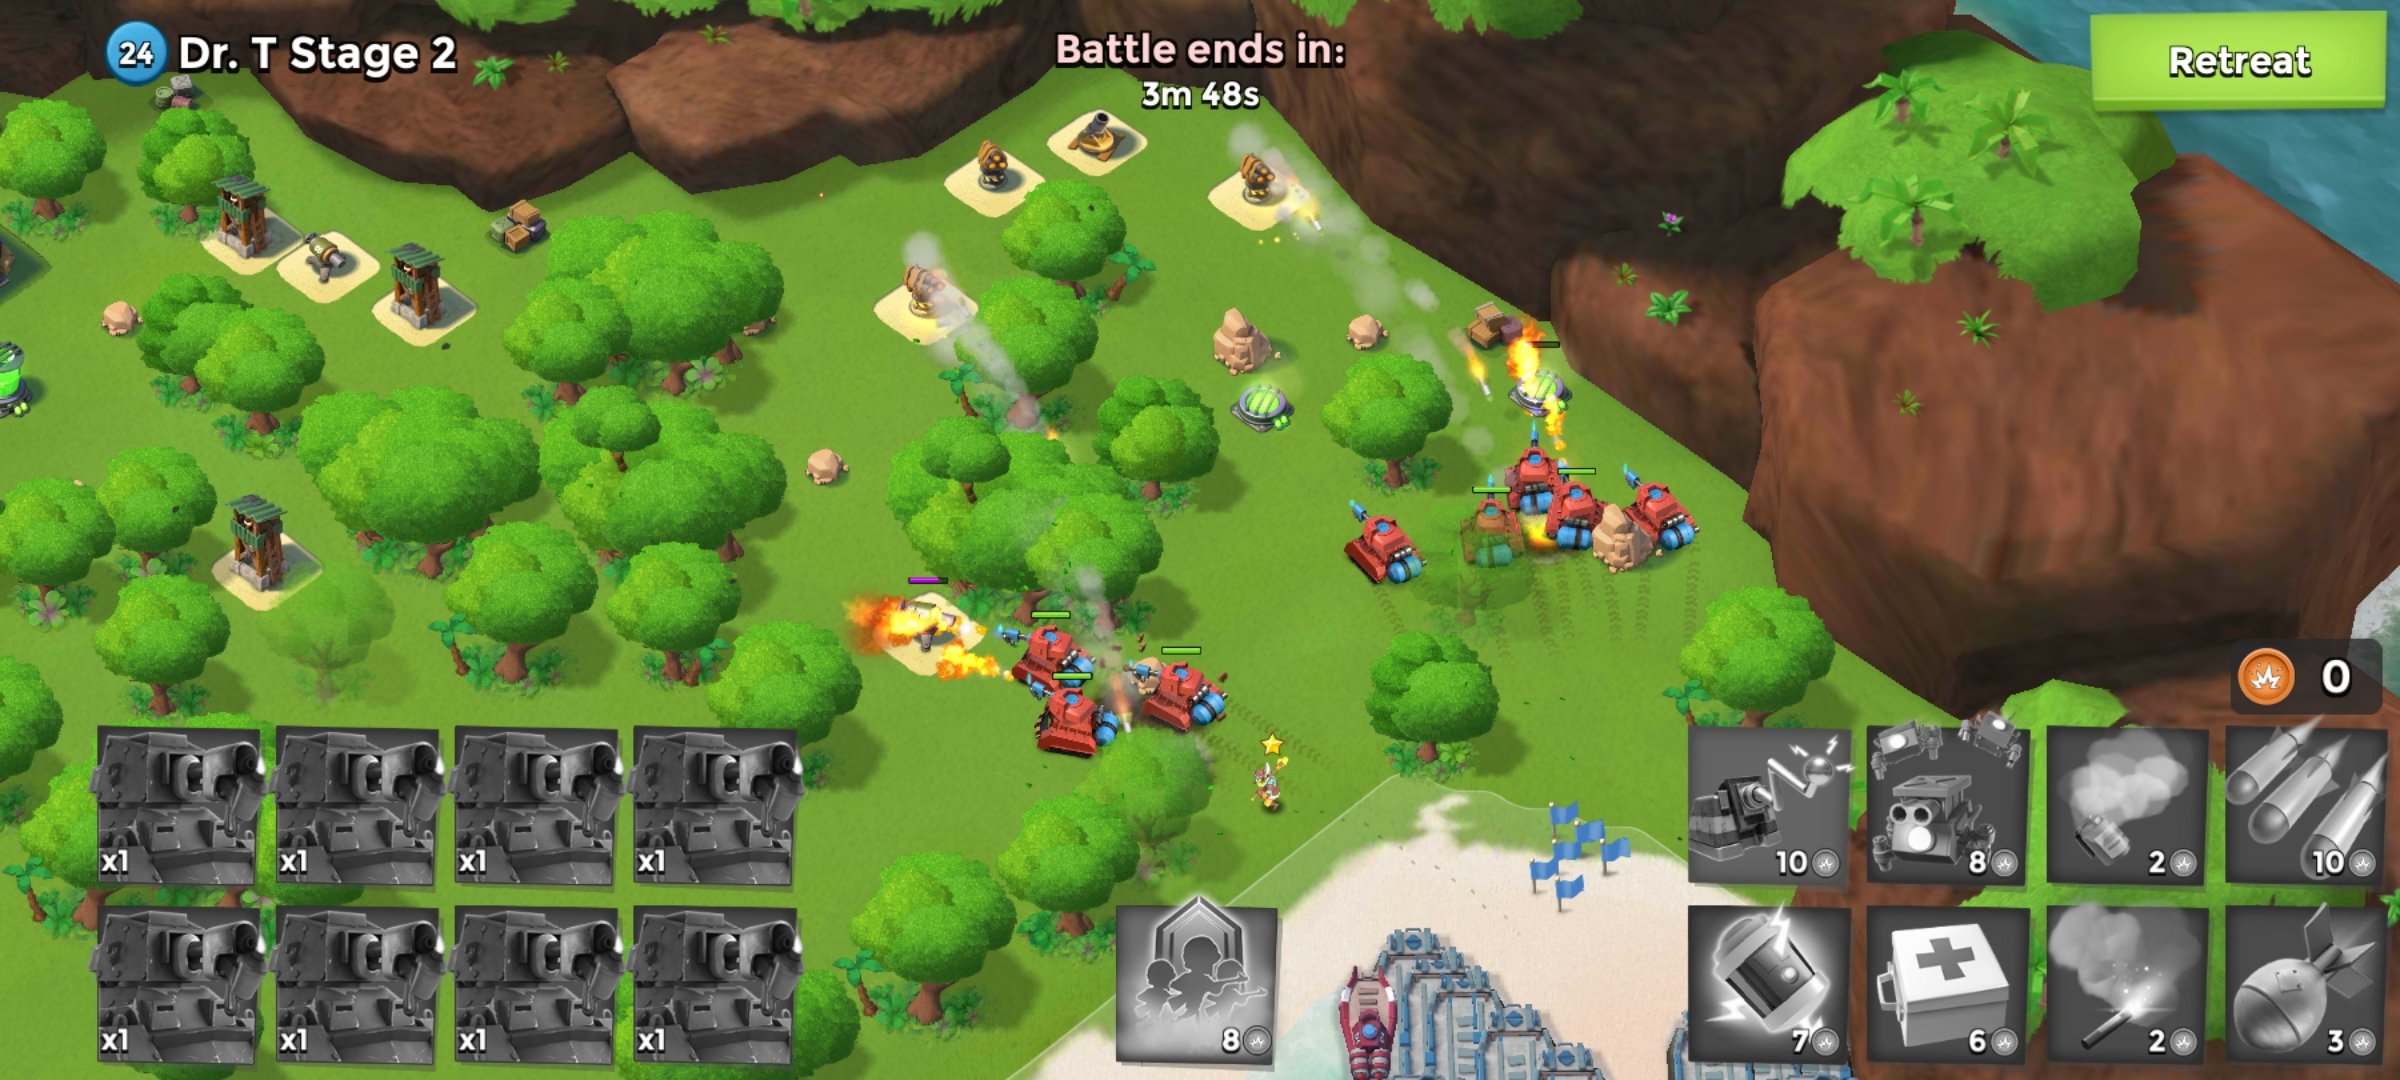 24 Dr. T Stage 2
Battle ends in:
3m 48s
Retreat
0
x1 x1 x1 x1
10 8 2 10
x1 x1 x1 x1
8
7 6 2 3